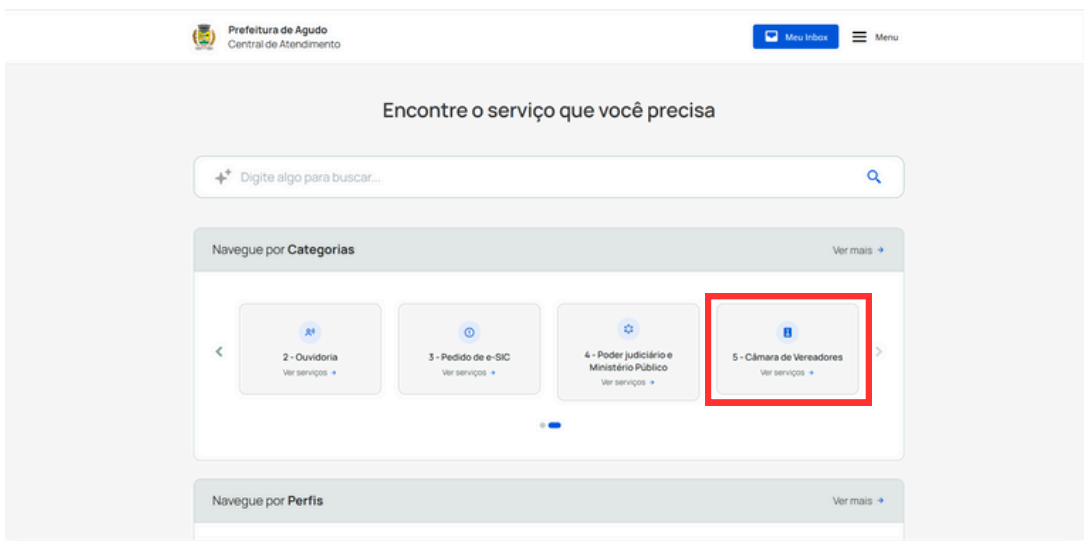 Prefeitura de Agudo
Central de Atendimento
Meu Inbox
Menu
Encontre o serviço que você precisa
Digite algo para buscar...
Navegue por Categorias
Ver mais
2 - Ouvidoria
Ver serviços
3 - Pedido de e-SIC
Ver serviços
4 - Poder judiciário e
Ministério Público
Ver serviços
5 - Câmara de Vereadores
Ver serviços
Navegue por Perfis
Ver mais